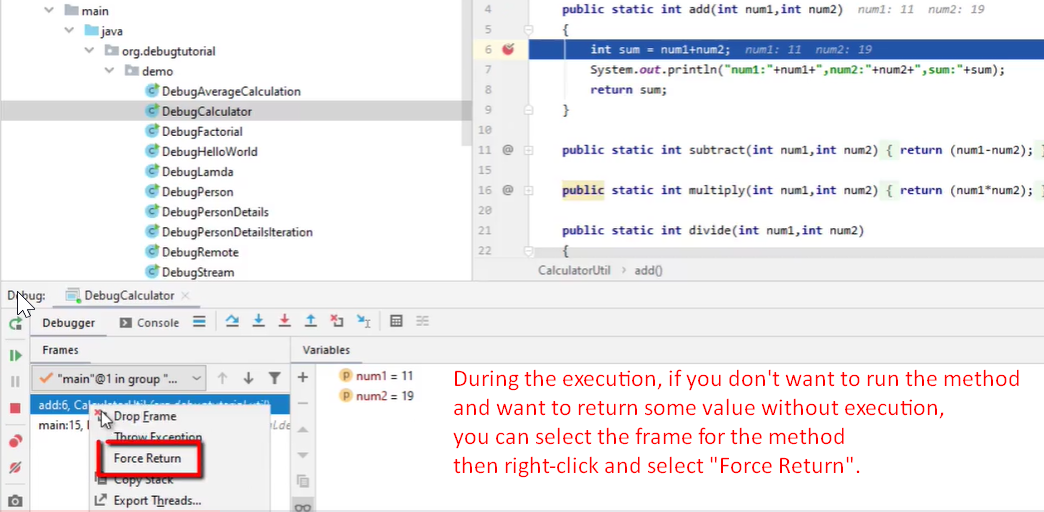 main
java
org.debugtutorial
demo
DebugAverageCalculation
DebugCalculator
DebugFactorial
DebugHelloWorld
DebugLamda
DebugPerson
DebugPersonDetails
DebugPersonDetailsIteration
DebugRemote
DebugStream
4 public static int add(int num1,int num2) num1: 11 num2: 19
5 {
6 int sum = num1+num2; num1: 11 num2: 19
7 System.out.println("num1:"+num1+",num2:"+num2+",sum:"+sum);
8 return sum;
9 }
10
11 @ public static int subtract(int num1,int num2) { return (num1-num2); }
15
16 @ public static int multiply(int num1,int num2) { return (num1*num2); }
20
21 public static int divide(int num1,int num2)
22 {
CalculatorUtil > add()
Debug: DebugCalculator
Debugger Console
Frames
Variables
"main"@1 in group "...
add:6, CalculatorUtil
main:15,
Drop Frame
Throw Exception
Force Return
Copy Stack
Export Threads...
num1 = 11
num2 = 19
During the execution, if you don't want to run the method
and want to return some value without execution,
you can select the frame for the method
then right-click and select "Force Return".